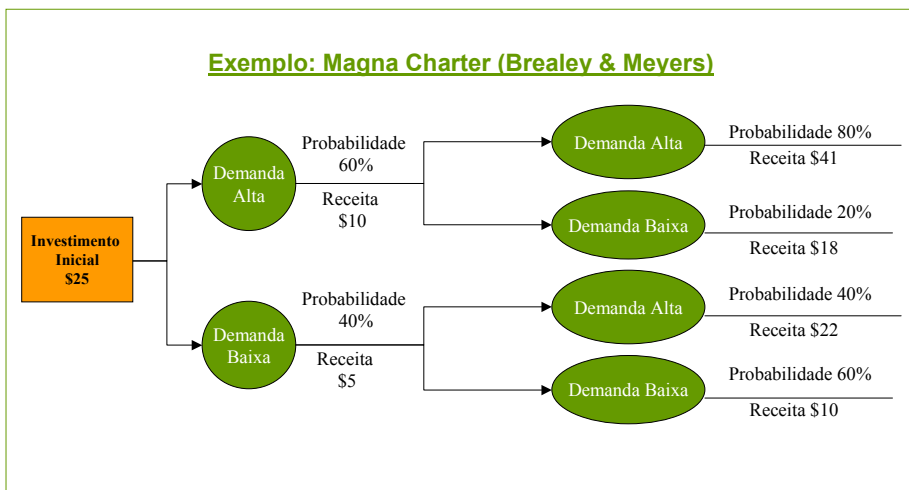 Exemplo: Magna Charter (Brealey & Meyers)
Investimento
Inicial
$25
Demanda
Alta
Probabilidade
60%
Receita
$10
Demanda Alta
Probabilidade 80%
Receita $41
Demanda Baixa
Probabilidade 20%
Receita $18
Demanda
Baixa
Probabilidade
40%
Receita
$5
Demanda Alta
Probabilidade 40%
Receita $22
Demanda Baixa
Probabilidade 60%
Receita $10